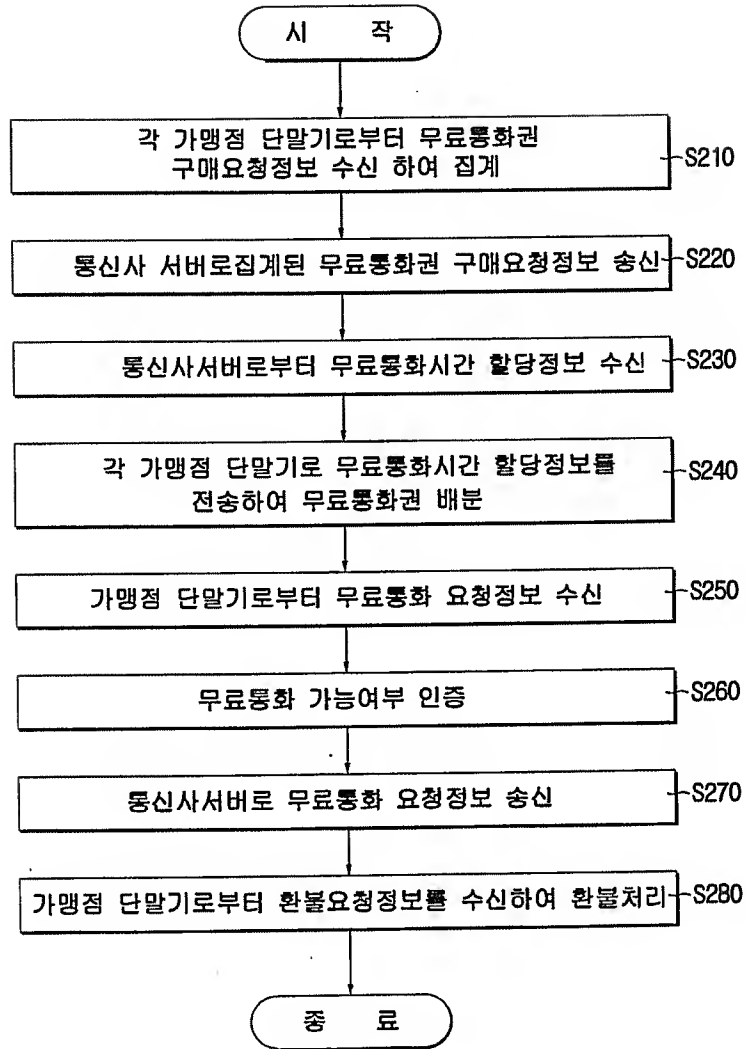 시 작
각 가맹점 단말기로부터 무료통화권
구매요청정보 수신 하여 집계
S210
통신사 서버로집계된 무료통화권 구매요청정보 송신
S220
통신사서버로부터 무료통화시간 할당정보 수신
S230
각 가맹점 단말기로 무료통화시간 할당정보를
전송하여 무료통화권 배분
S240
가맹점 단말기로부터 무료통화 요청정보 수신
S250
무료통화 가능여부 인증
S260
통신사서버로 무료통화 요청정보 송신
S270
가맹점 단말기로부터 환불요청정보를 수신하여 환불처리
S280
종 료